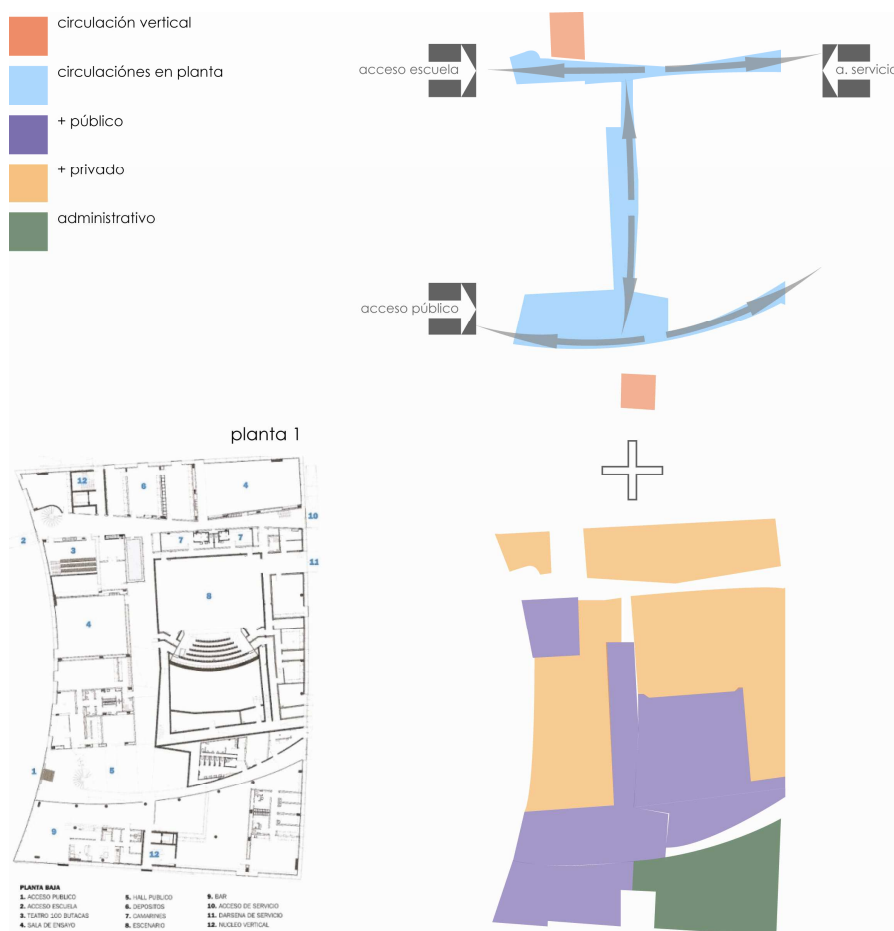 circulación vertical
circulaciónes en planta
+ público
+ privado
administrativo
acceso escuela
a. servicio
acceso público
planta 1
12
6
4
10
2
7
7
3
11
8
4
1
5
9
12
PLANTA BAJA
1. ACCESO PUBLICO
2. ACCESO ESCUELA
3. TEATRO 100 BUTACAS
4. SALA DE ENSAYO
5. HALL PUBLICO
6. DEPOSITOS
7. CAMARINES
8. ESCENARIO
9. BAR
10. ACCESO DE SERVICIO
11. DARSENA DE SERVICIO
12. NUCLEO VERTICAL